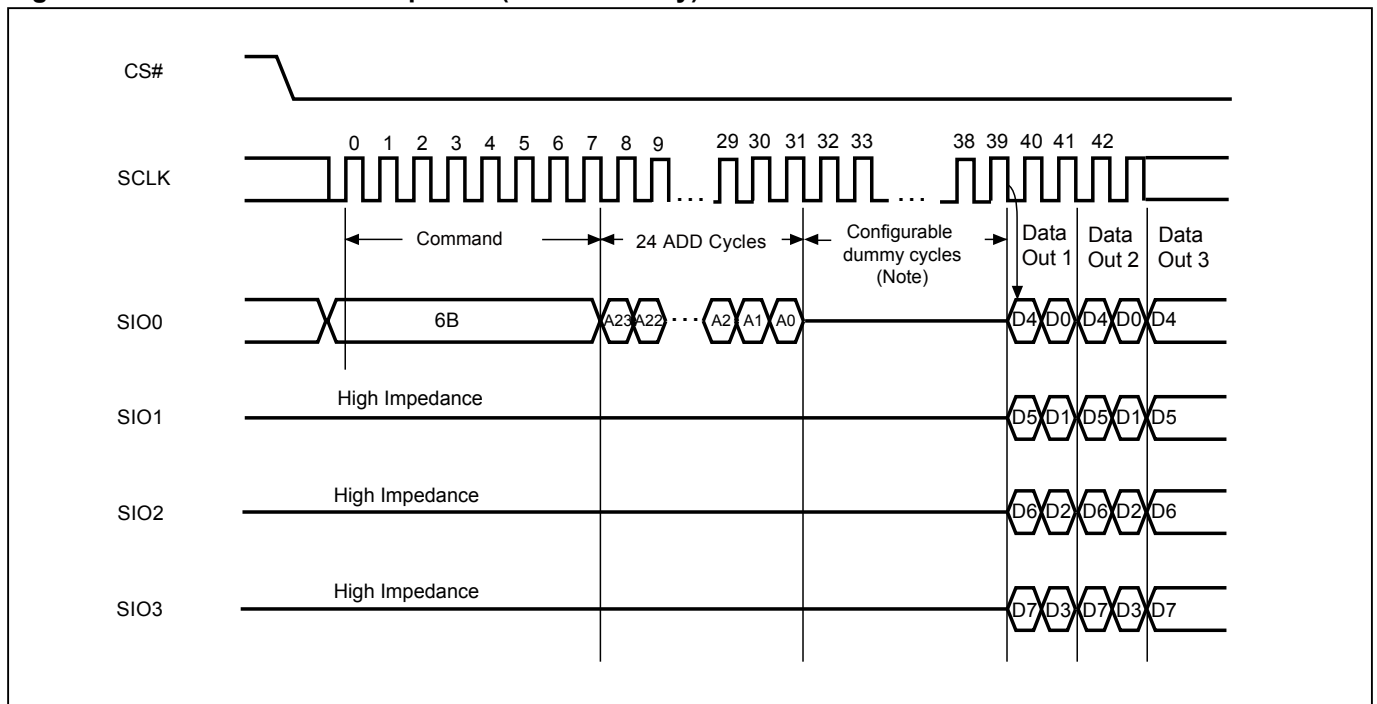 CS#
0 1 2 3 4 5 6 7 8 9 29 30 31 32 33 38 39 40 41 42
SCLK
...
...
Command
24 ADD Cycles
Configurable
dummy cycles
(Note)
Data
Out 1
Data
Out 2
Data
Out 3
SIO0
6B
A23 A22 ... A2 A1 A0
D4 D0 D4 D0 D4
High Impedance
SIO1
D5 D1 D5 D1 D5
High Impedance
SIO2
D6 D2 D6 D2 D6
High Impedance
SIO3
D7 D3 D7 D3 D7